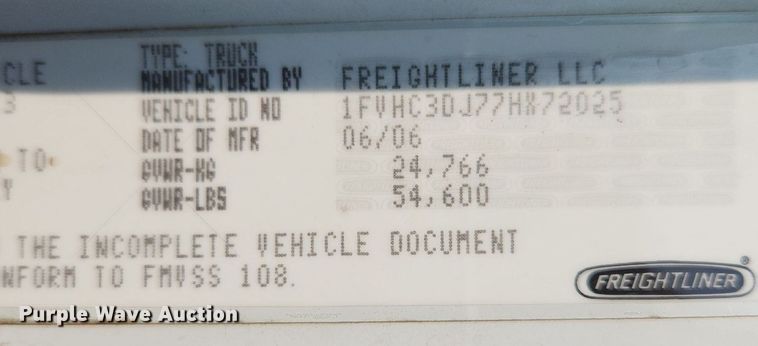 TYPE: TRUCK
CLE MANUFACTURED BY FREIGHTLINER LLC
3 VEHICLE ID NO 1FVHC3DJ77HX72025
DATE OF MFR 06/06
TO GVWR-KG 24,766
Y GVWR-LBS 54,600
THE INCOMPLETE VEHICLE DOCUMENT
NFORM TO FMVSS 108.
FREIGHTLINER®
Purple Wave Auction